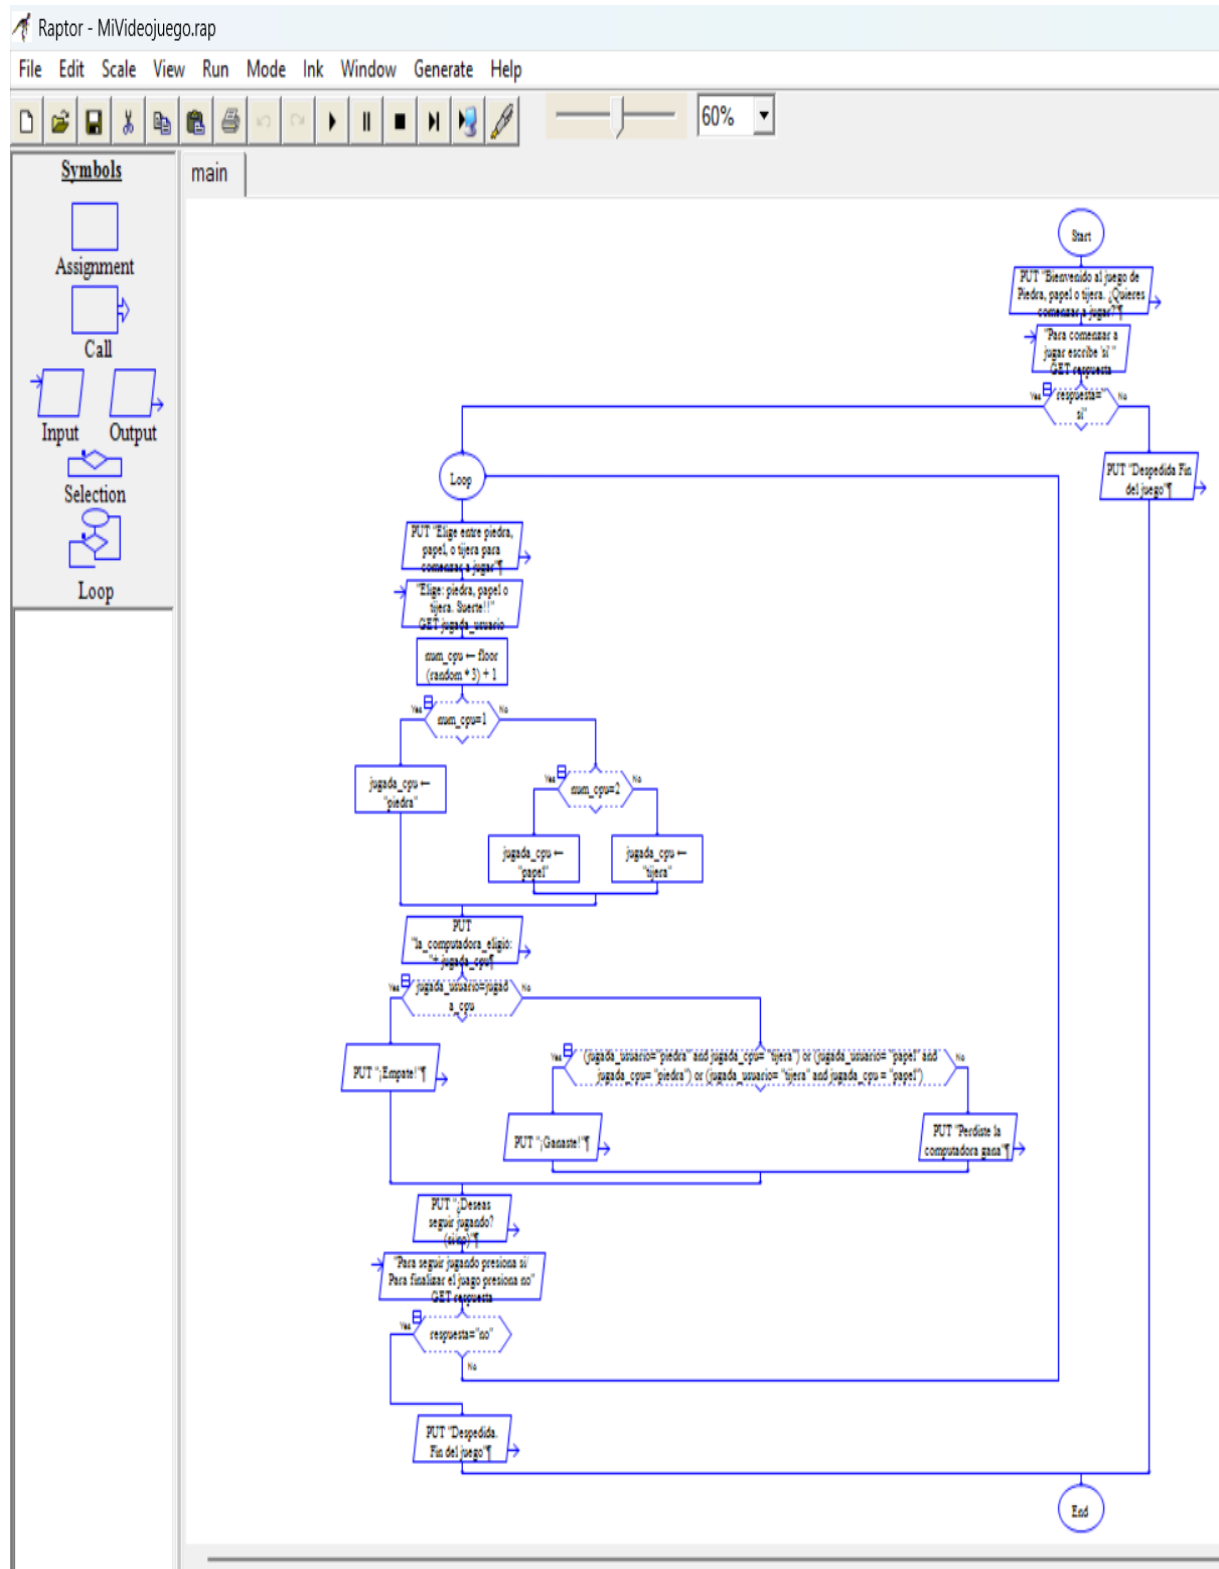 Raptor - MiVideojuego.rap
File Edit Scale View Run Mode Ink Window Generate Help
60%
Symbols
Assignment
Call
Input Output
Selection
Loop
main
Start
PUT "Bienvenido al juego de
Piedra, papel o tijera. ¿Quieres
comenzar a jugar?"¶
"Para comenzar a
jugar escribe 'si' "
GET respuesta
Yes
respuesta="
si"
No
PUT "Despedida Fin
del juego"¶
Loop
PUT "Elige entre piedra,
papel, o tijera para
comenzar a jugar"¶
"Elige: piedra, papel o
tijera. Suerte!!"
GET jugada_usuario
num_cpu ← floor
(random * 3) + 1
Yes
num_cpu=1
No
jugada_cpu ←
"piedra"
Yes
num_cpu=2
No
jugada_cpu ←
"papel"
jugada_cpu ←
"tijera"
PUT
"la_computadora_eligio:
"+ jugada_cpu¶
Yes
jugada_usuario=jugad
a_cpu
No
PUT "¡Empate!"¶
Yes
(jugada_usuario="piedra" and jugada_cpu= "tijera") or (jugada_usuario= "papel" and
jugada_cpu= "piedra") or (jugada_usuario= "tijera" and jugada_cpu = "papel")
No
PUT "¡Ganaste!"¶
PUT "Perdiste la
computadora gana"¶
PUT "¿Deseas
seguir jugando?
(si/no)"¶
"Para seguir jugando presiona si/
Para finalizar el juago presiona no"
GET respuesta
Yes
respuesta="no"
No
PUT "Despedida.
Fin del juego"¶
End